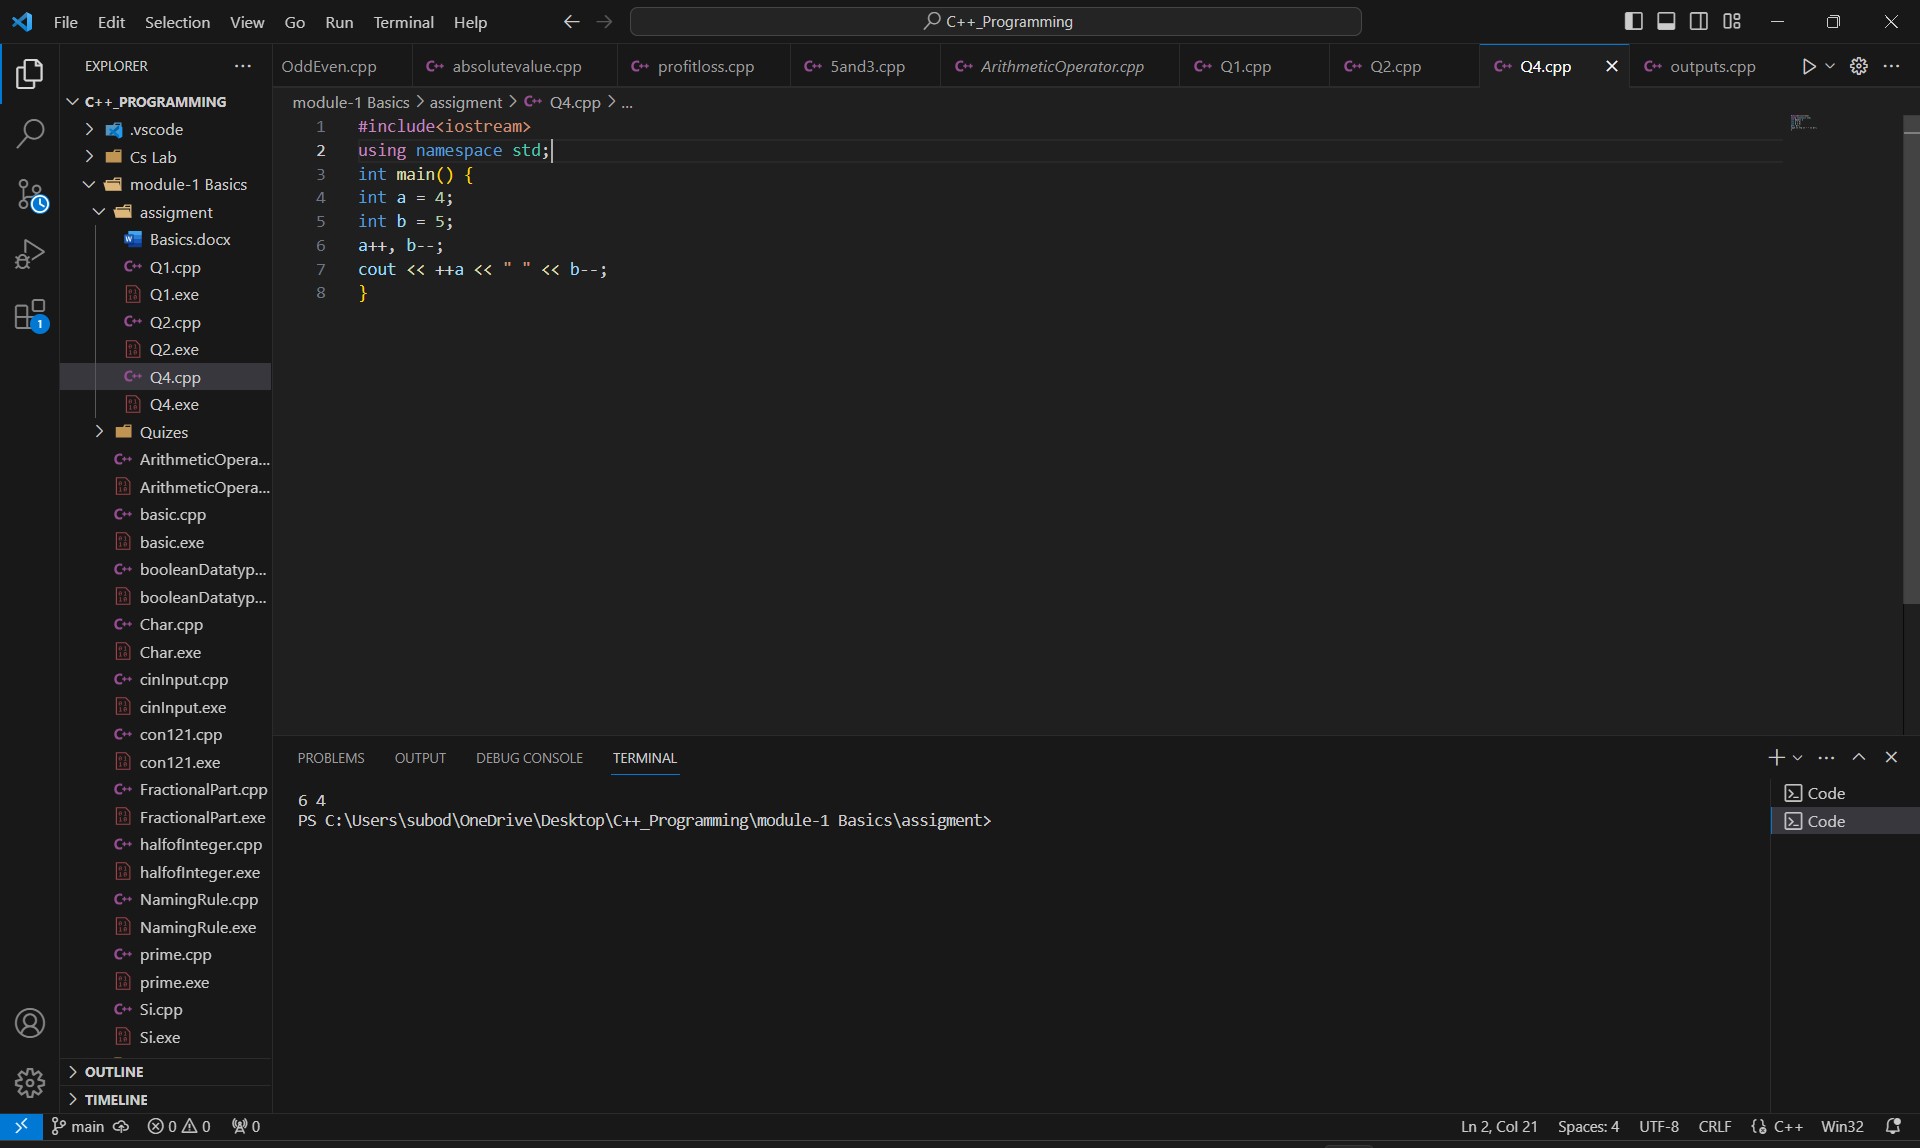 File Edit Selection View Go Run Terminal Help
C++_Programming
EXPLORER
OddEven.cpp absolutevalue.cpp profitloss.cpp 5and3.cpp ArithmeticOperator.cpp Q1.cpp Q2.cpp Q4.cpp outputs.cpp
C++_PROGRAMMING
.vscode
Cs Lab
module-1 Basics
assigment
Basics.docx
Q1.cpp
Q1.exe
Q2.cpp
Q2.exe
Q4.cpp
Q4.exe
Quizes
ArithmeticOpera...
ArithmeticOpera...
basic.cpp
basic.exe
booleanDatatyp...
booleanDatatyp...
Char.cpp
Char.exe
cinInput.cpp
cinInput.exe
con121.cpp
con121.exe
FractionalPart.cpp
FractionalPart.exe
halfofInteger.cpp
halfofInteger.exe
NamingRule.cpp
NamingRule.exe
prime.cpp
prime.exe
Si.cpp
Si.exe
OUTLINE
TIMELINE
module-1 Basics > assigment > Q4.cpp > ...
1 #include<iostream>
2 using namespace std;
3 int main() {
4 int a = 4;
5 int b = 5;
6 a++, b--;
7 cout << ++a << " " << b--;
8 }
PROBLEMS OUTPUT DEBUG CONSOLE TERMINAL
6 4
PS C:\Users\subod\OneDrive\Desktop\C++_Programming\module-1 Basics\assigment>
Code
Code
1
main 0 0 0
Ln 2, Col 21 Spaces: 4 UTF-8 CRLF C++ Win32